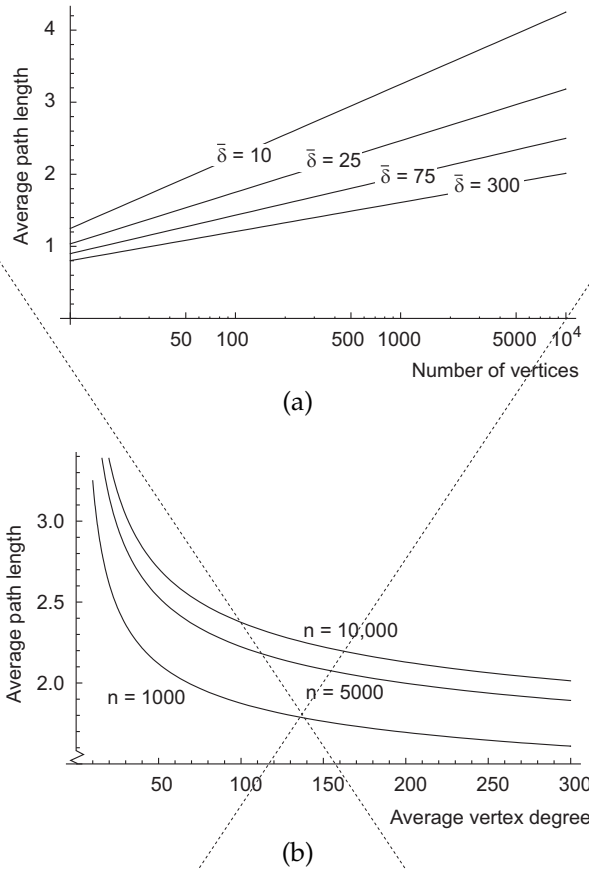 4
3
2
1
Average path length
δ̄ = 10
δ̄ = 25
δ̄ = 75
δ̄ = 300
50 100 500 1000 5000 10⁴
Number of vertices
(a)
3.0
2.5
2.0
Average path length
n = 10,000
n = 5000
n = 1000
50 100 150 200 250 300
Average vertex degree
(b)